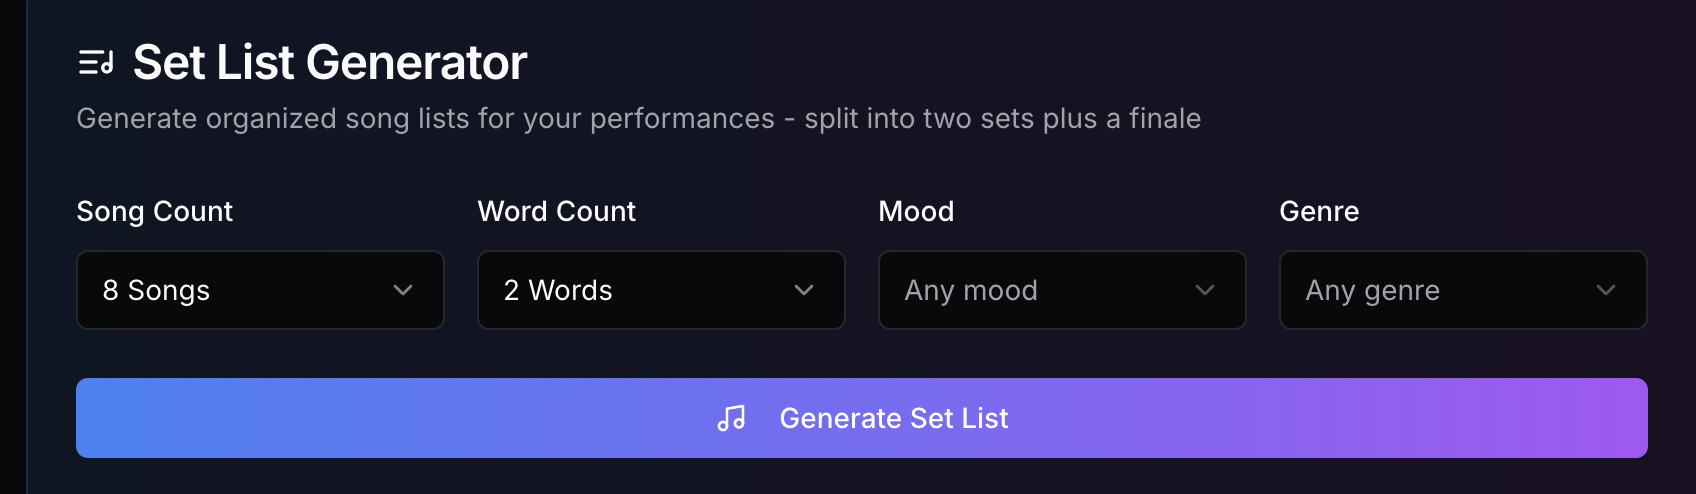 Set List Generator
Generate organized song lists for your performances - split into two sets plus a finale
Song Count
Word Count
Mood
Genre
8 Songs
2 Words
Any mood
Any genre
Generate Set List